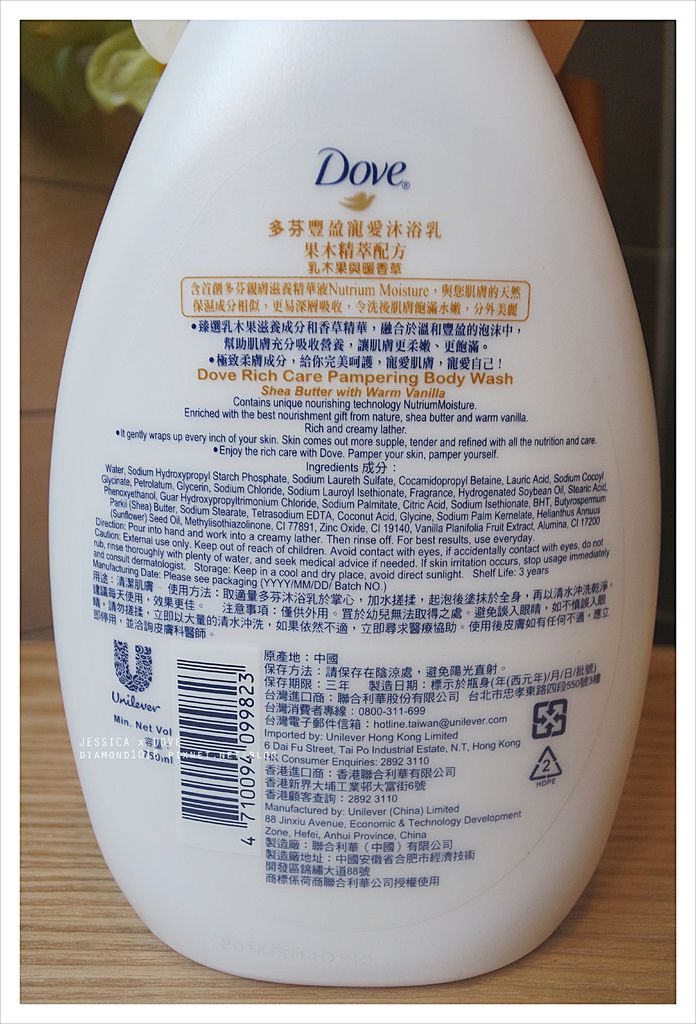 Dove®
多芬豐盈寵愛沐浴乳
果木精萃配方
乳木果與暖香草
含首創多芬親膚滋養精華液Nutrium Moisture，與您肌膚的天然
保濕成分相似，更易深層吸收，令洗後肌膚飽滿水嫩，分外美麗
•臻選乳木果滋養成分和香草精華，融合於溫和豐盈的泡沫中，
幫助肌膚充分吸收營養，讓肌膚更柔嫩、更飽滿。
•極致柔膚成分，給你完美呵護，寵愛肌膚，寵愛自己！
Dove Rich Care Pampering Body Wash
Shea Butter with Warm Vanilla
Contains unique nourishing technology NutriumMoisture.
Enriched with the best nourishment gift from nature, shea butter and warm vanilla.
Rich and creamy lather.
•It gently wraps up every inch of your skin. Skin comes out more supple, tender and refined with all the nutrition and care.
•Enjoy the rich care with Dove. Pamper your skin, pamper yourself.
Ingredients 成分：
Water, Sodium Hydroxypropyl Starch Phosphate, Sodium Laureth Sulfate, Cocamidopropyl Betaine, Lauric Acid, Sodium Cocoyl
Glycinate, Petrolatum, Glycerin, Sodium Chloride, Sodium Lauroyl Isethionate, Fragrance, Hydrogenated Soybean Oil, Stearic Acid,
Phenoxyethanol, Guar Hydroxypropyltrimonium Chloride, Sodium Palmitate, Citric Acid, Sodium Isethionate, BHT, Butyrospermum
Parkii (Shea) Butter, Sodium Stearate, Tetrasodium EDTA, Coconut Acid, Glycine, Sodium Palm Kernelate, Helianthus Annuus
(Sunflower) Seed Oil, Methylisothiazolinone, CI 77891, Zinc Oxide, CI 19140, Vanilla Planifolia Fruit Extract, Alumina, CI 17200
Direction: Pour into hand and work into a creamy lather. Then rinse off. For best results, use everyday.
Caution: External use only. Keep out of reach of children. Avoid contact with eyes, if accidentally contact with eyes, do not
rub, rinse thoroughly with plenty of water, and seek medical advice if needed. If skin irritation occurs, stop usage immediately
and consult dermatologist. Storage: Keep in a cool and dry place, avoid direct sunlight. Shelf Life: 3 years
Manufacturing Date: Please see packaging (YYYY/MM/DD/ Batch NO.)
用途：清潔肌膚 使用方法：取適量多芬沐浴乳於掌心，加水搓揉，起泡後塗抹於全身，再以清水沖洗乾淨。
建議每天使用，效果更佳。 注意事項：僅供外用。置於幼兒無法取得之處。避免誤入眼睛，如不慎誤入眼
睛，請勿搓揉，立即以大量的清水沖洗，如果依然不適，立即尋求醫療協助。使用後皮膚如有任何不適，應立
即停用，並洽詢皮膚科醫師。
Unilever
Min. Net Vol
750ml
4 710094 099823
原產地：中國
保存方法：請保存在陰涼處，避免陽光直射。
保存期限：三年 製造日期：標示於瓶身(年(西元年)/月/日/批號)
台灣進口商：聯合利華股份有限公司 台北市忠孝東路四段550號3樓
台灣消費者專線：0800-311-699
台灣電子郵件信箱：hotline.taiwan@unilever.com
Imported by: Unilever Hong Kong Limited
6 Dai Fu Street, Tai Po Industrial Estate, N.T, Hong Kong
HK Consumer Enquiries: 2892 3110
香港進口商：香港聯合利華有限公司
香港新界大埔工業邨大富街6號
香港顧客查詢：2892 3110
Manufactured by: Unilever (China) Limited
88 Jinxiu Avenue, Economic & Technology Development
Zone, Hefei, Anhui Province, China
製造廠：聯合利華（中國）有限公司
製造廠地址：中國安徽省合肥市經濟技術
開發區錦繡大道88號
商標係荷商聯合利華公司授權使用
2
HDPE
JESSICA x DOVE